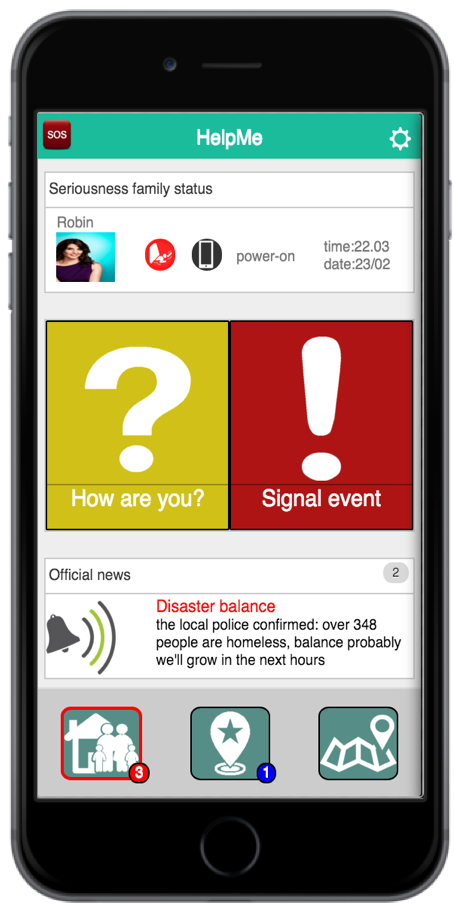 SOS
HelpMe
Seriousness family status
Robin
power-on
time:22.03
date:23/02
?
!
How are you?
Signal event
Official news
2
Disaster balance
the local police confirmed: over 348
people are homeless, balance probably
we'll grow in the next hours
3
1